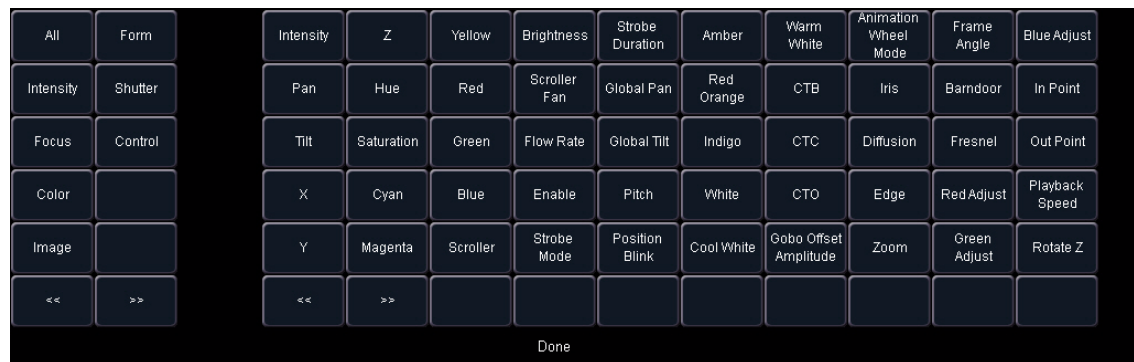 All Form Intensity Z Yellow Brightness Strobe Duration Amber Warm White Animation Wheel Mode Frame Angle Blue Adjust
Intensity Shutter Pan Hue Red Scroller Fan Global Pan Red Orange CTB Iris Barndoor In Point
Focus Control Tilt Saturation Green Flow Rate Global Tilt Indigo CTC Diffusion Fresnel Out Point
Color X Cyan Blue Enable Pitch White CTO Edge Red Adjust Playback Speed
Image Y Magenta Scroller Strobe Mode Position Blink Cool White Gobo Offset Amplitude Zoom Green Adjust Rotate Z
<< >> << >>
Done